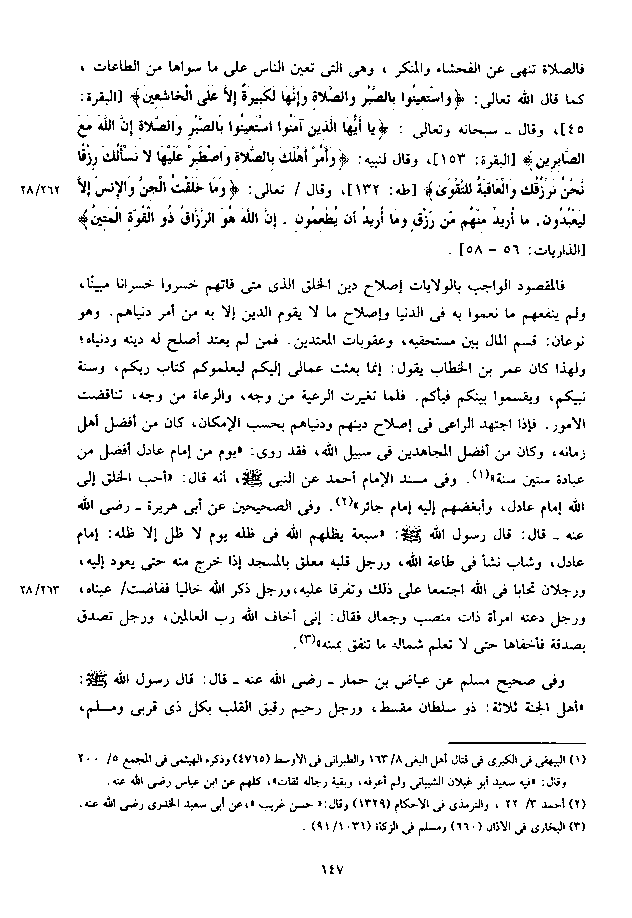 فالصلاة تنهى عن الفحشاء والمنكر ، وهى التى تعين الناس على ما سواها من الطاعات ،
كما قال الله تعالى: ﴿وَاسْتَعِينُوا بِالصَّبْرِ وَالصَّلاةِ وَإِنَّهَا لَكَبِيرَةٌ إِلاَّ عَلَى الْخَاشِعِينَ﴾ [البقرة:
٤٥]، وقال ـ سبحانه وتعالى : ﴿يَا أَيُّهَا الَّذِينَ آمَنُوا اسْتَعِينُوا بِالصَّبْرِ وَالصَّلاةِ إِنَّ اللَّهَ مَعَ
الصَّابِرِينَ﴾ [البقرة: ١٥٣]، وقال لنبيه: ﴿وَأْمُرْ أَهْلَكَ بِالصَّلاةِ وَاصْطَبِرْ عَلَيْهَا لا نَسْأَلُكَ رِزْقًا
نَّحْنُ نَرْزُقُكَ وَالْعَاقِبَةُ لِلتَّقْوَىٰ﴾ [طه: ١٣٢]، وقال / تعالى: ﴿وَمَا خَلَقْتُ الْجِنَّ وَالإِنسَ إِلاَّ ٢٨/٢٦٢
لِيَعْبُدُونِ. مَا أُرِيدُ مِنْهُم مِّن رِّزْقٍ وَمَا أُرِيدُ أَن يُطْعِمُونِ . إِنَّ اللَّهَ هُوَ الرَّزَّاقُ ذُو الْقُوَّةِ الْمَتِينُ﴾
[الذاريات: ٥٦ – ٥٨] .
فالمقصود الواجب بالولايات إصلاح دين الخلق الذى متى فاتهم خسروا خسرانا مبينًا،
ولم ينفعهم ما نعموا به فى الدنيا وإصلاح ما لا يقوم الدين إلا به من أمر دنياهم. وهو
نوعان: قسم المال بين مستحقيه، وعقوبات المعتدين. فمن لم يعتد أصلح له دينه ودنياه؛
ولهذا كان عمر بن الخطاب يقول: إنما بعثت عمالى إليكم ليعلموكم كتاب ربكم، وسنة
نبيكم، ويقسموا بينكم فيأكم. فلما تغيرت الرعية من وجه، والرعاة من وجه، تناقضت
الأمور. فإذا اجتهد الراعى فى إصلاح دينهم ودنياهم بحسب الإمكان، كان من أفضل أهل
زمانه، وكان من أفضل المجاهدين فى سبيل الله، فقد روى: «يوم من إمام عادل أفضل من
عبادة ستين سنة»(١). وفى مسند الإمام أحمد عن النبى ﷺ، أنه قال: «أحب الخلق إلى
الله إمام عادل، وأبغضهم إليه إمام جائر»(٢). وفى الصحيحين عن أبى هريرة ـ رضى الله
عنه ـ قال: قال رسول الله ﷺ: «سبعة يظلهم الله فى ظله يوم لا ظل إلا ظله: إمام
عادل، وشاب نشأ فى طاعة الله، ورجل قلبه معلق بالمسجد إذا خرج منه حتى يعود إليه،
ورجلان تحابا فى الله اجتمعا على ذلك وتفرقا عليه،ورجل ذكر الله خاليا ففاضت/ عيناه، ٢٨/٢٦٣
ورجل دعته امرأة ذات منصب وجمال فقال: إنى أخاف الله رب العالمين، ورجل تصدق
بصدقة فأخفاها حتى لا تعلم شماله ما تنفق يمينه»(٣).
وفى صحيح مسلم عن عياض بن حمار ـ رضى الله عنه ـ قال: قال رسول الله ﷺ:
«أهل الجنة ثلاثة: ذو سلطان مقسط، ورجل رحيم رقيق القلب بكل ذى قربى ومسلم،
(١) البيهقى فى الكبرى فى قتال أهل البغى ٨/ ١٦٣ والطبرانى فى الأوسط (٤٧٦٥) وذكره الهيثمى فى المجمع ٥/ ٢٠٠
وقال: «فيه سعيد أبو غيلان الشيبانى ولم أعرفه، وبقية رجاله ثقات»، كلهم عن ابن عباس رضى الله عنه.
(٢) أحمد ٣/ ٢٢ ، والترمذى فى الأحكام (١٣٢٩) وقال:« حسن غريب »،عن أبى سعيد الخدرى رضى الله عنه.
(٣) البخارى فى الأذان (٦٦٠) ومسلم فى الزكاة (١٠٣١/ ٩١) .
٦٤٧